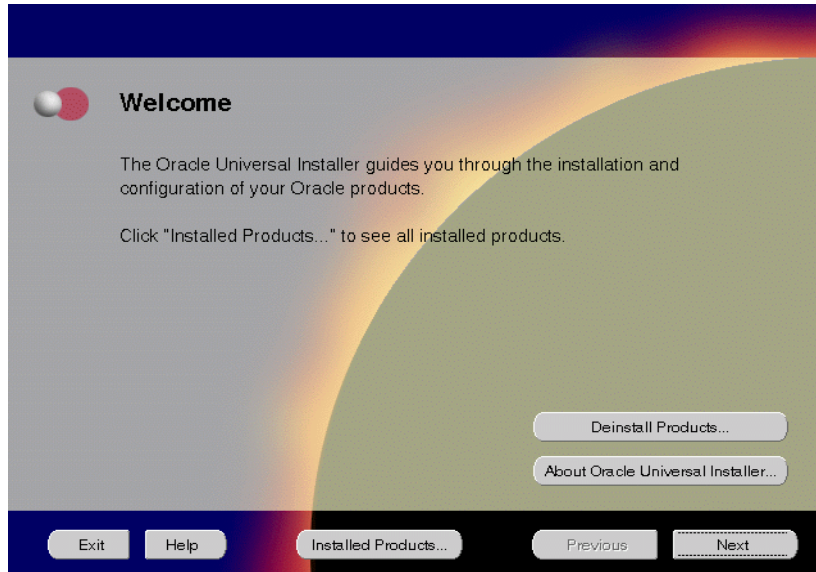 Welcome
The Oracle Universal Installer guides you through the installation and
configuration of your Oracle products.
Click "Installed Products..." to see all installed products.
Deinstall Products...
About Oracle Universal Installer...
Exit
Help
Installed Products...
Previous
Next